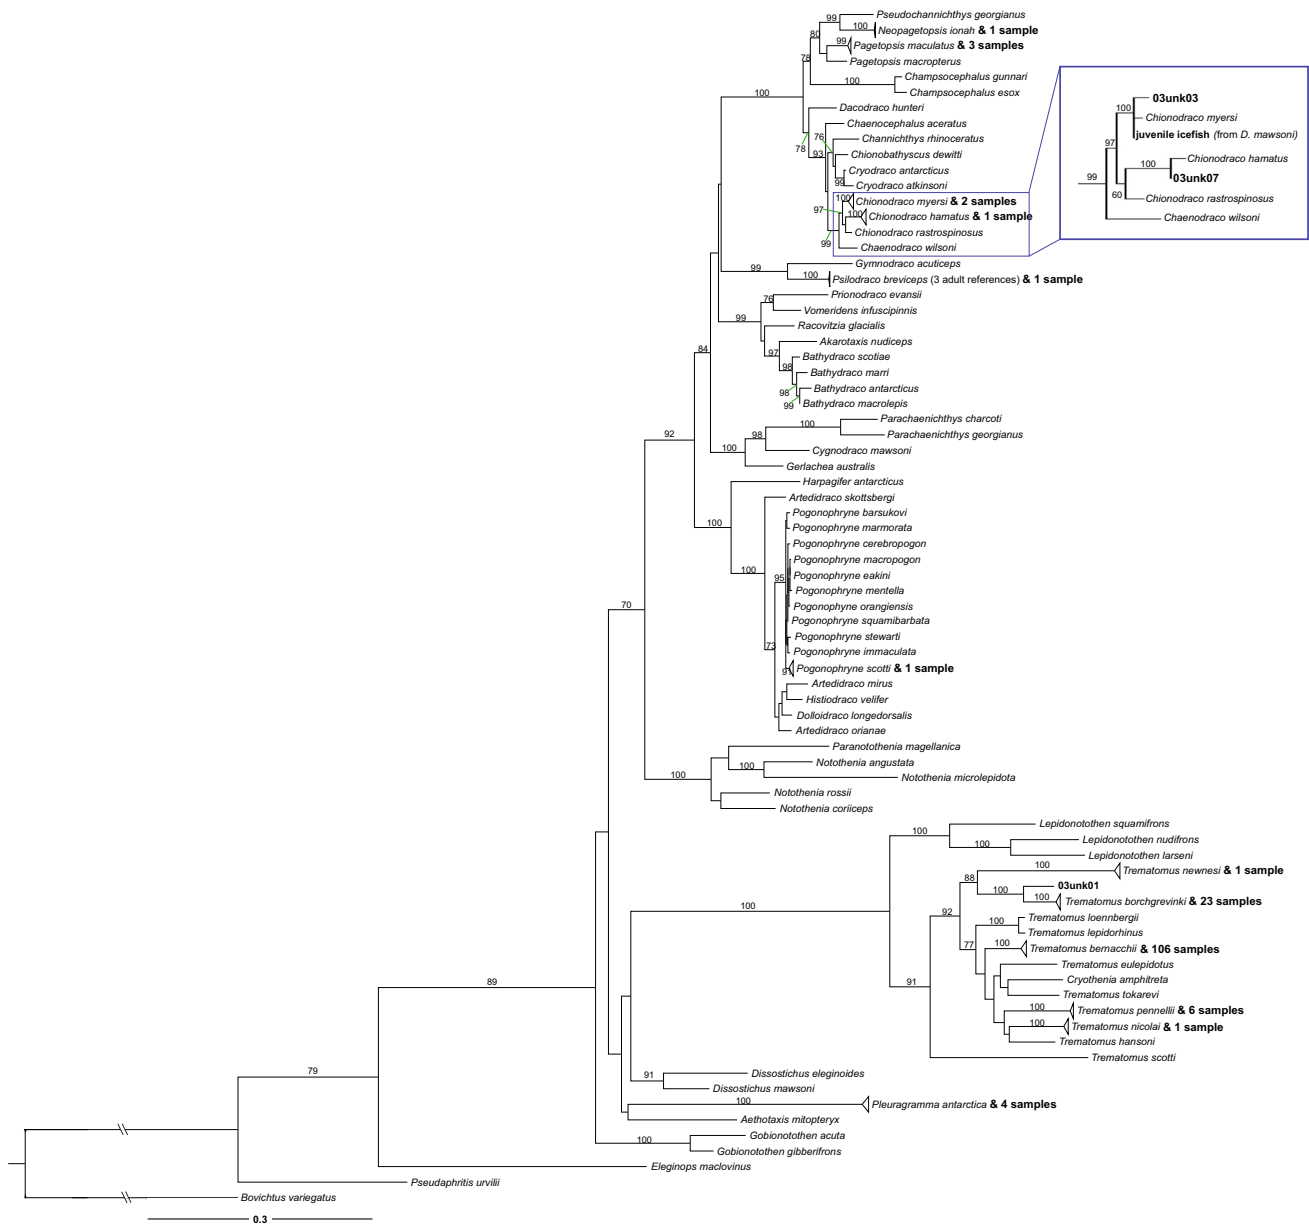 Pseudochannichthys georgianus
99
100
Neopagetopsis ionah & 1 sample
80
99
Pagetopsis maculatus & 3 samples
78
Pagetopsis macropterus
100
Champsocephalus gunnari
Champsocephalus esox
100
Dacodraco hunteri
Chaenocephalus aceratus
76
Channichthys rhinoceratus
78
93
Chionobathyscus dewitti
Cryodraco antarcticus
99
Cryodraco atkinsoni
100
Chionodraco myersi & 2 samples
97
100
Chionodraco hamatus & 1 sample
Chionodraco rastrospinosus
99
Chaenodraco wilsoni
03unk03
100
Chionodraco myersi
juvenile icefish (from D. mawsoni)
97
Chionodraco hamatus
100
99
03unk07
60
Chionodraco rastrospinosus
Chaenodraco wilsoni
Gymnodraco acuticeps
99
100
Psilodraco breviceps (3 adult references) & 1 sample
Prionodraco evansii
76
Vomeridens infuscipinnis
99
Racovitzia glacialis
Akarotaxis nudiceps
84
97
Bathydraco scotiae
98
Bathydraco marri
98
Bathydraco antarcticus
99
Bathydraco macrolepis
Parachaenichthys charcoti
100
92
98
Parachaenichthys georgianus
100
Cygnodraco mawsoni
Gerlachea australis
Harpagifer antarcticus
Artedidraco skottsbergi
Pogonophryne barsukovi
100
Pogonophryne marmorata
Pogonophryne cerebropogon
Pogonophryne macropogon
100
95
Pogonophryne eakini
Pogonophryne mentella
70
Pogonophyne orangiensis
Pogonophryne squamibarbata
Pogonophryne stewarti
73
Pogonophryne immaculata
Pogonophryne scotti & 1 sample
Artedidraco mirus
Histiodraco velifer
Dolloidraco longedorsalis
Artedidraco orianae
Paranotothenia magellanica
100
Notothenia angustata
100
Notothenia microlepidota
Notothenia rossii
Notothenia coriiceps
Lepidonotothen squamifrons
100
Lepidonotothen nudifrons
100
Lepidonotothen larseni
100
Trematomus newnesi & 1 sample
88
03unk01
100
100
Trematomus borchgrevinki & 23 samples
100
92
Trematomus loennbergii
100
Trematomus lepidorhinus
77
100
Trematomus bernacchii & 106 samples
Trematomus eulepidotus
Cryothenia amphitreta
89
91
Trematomus tokarevi
100
Trematomus pennellii & 6 samples
100
Trematomus nicolai & 1 sample
Trematomus hansoni
Trematomus scotti
79
91
Dissostichus eleginoides
Dissostichus mawsoni
100
Pleuragramma antarctica & 4 samples
Aethotaxis mitopteryx
Gobionotothen acuta
100
Gobionotothen gibberifrons
Eleginops maclovinus
Pseudaphritis urvilii
Bovichtus variegatus
0.3